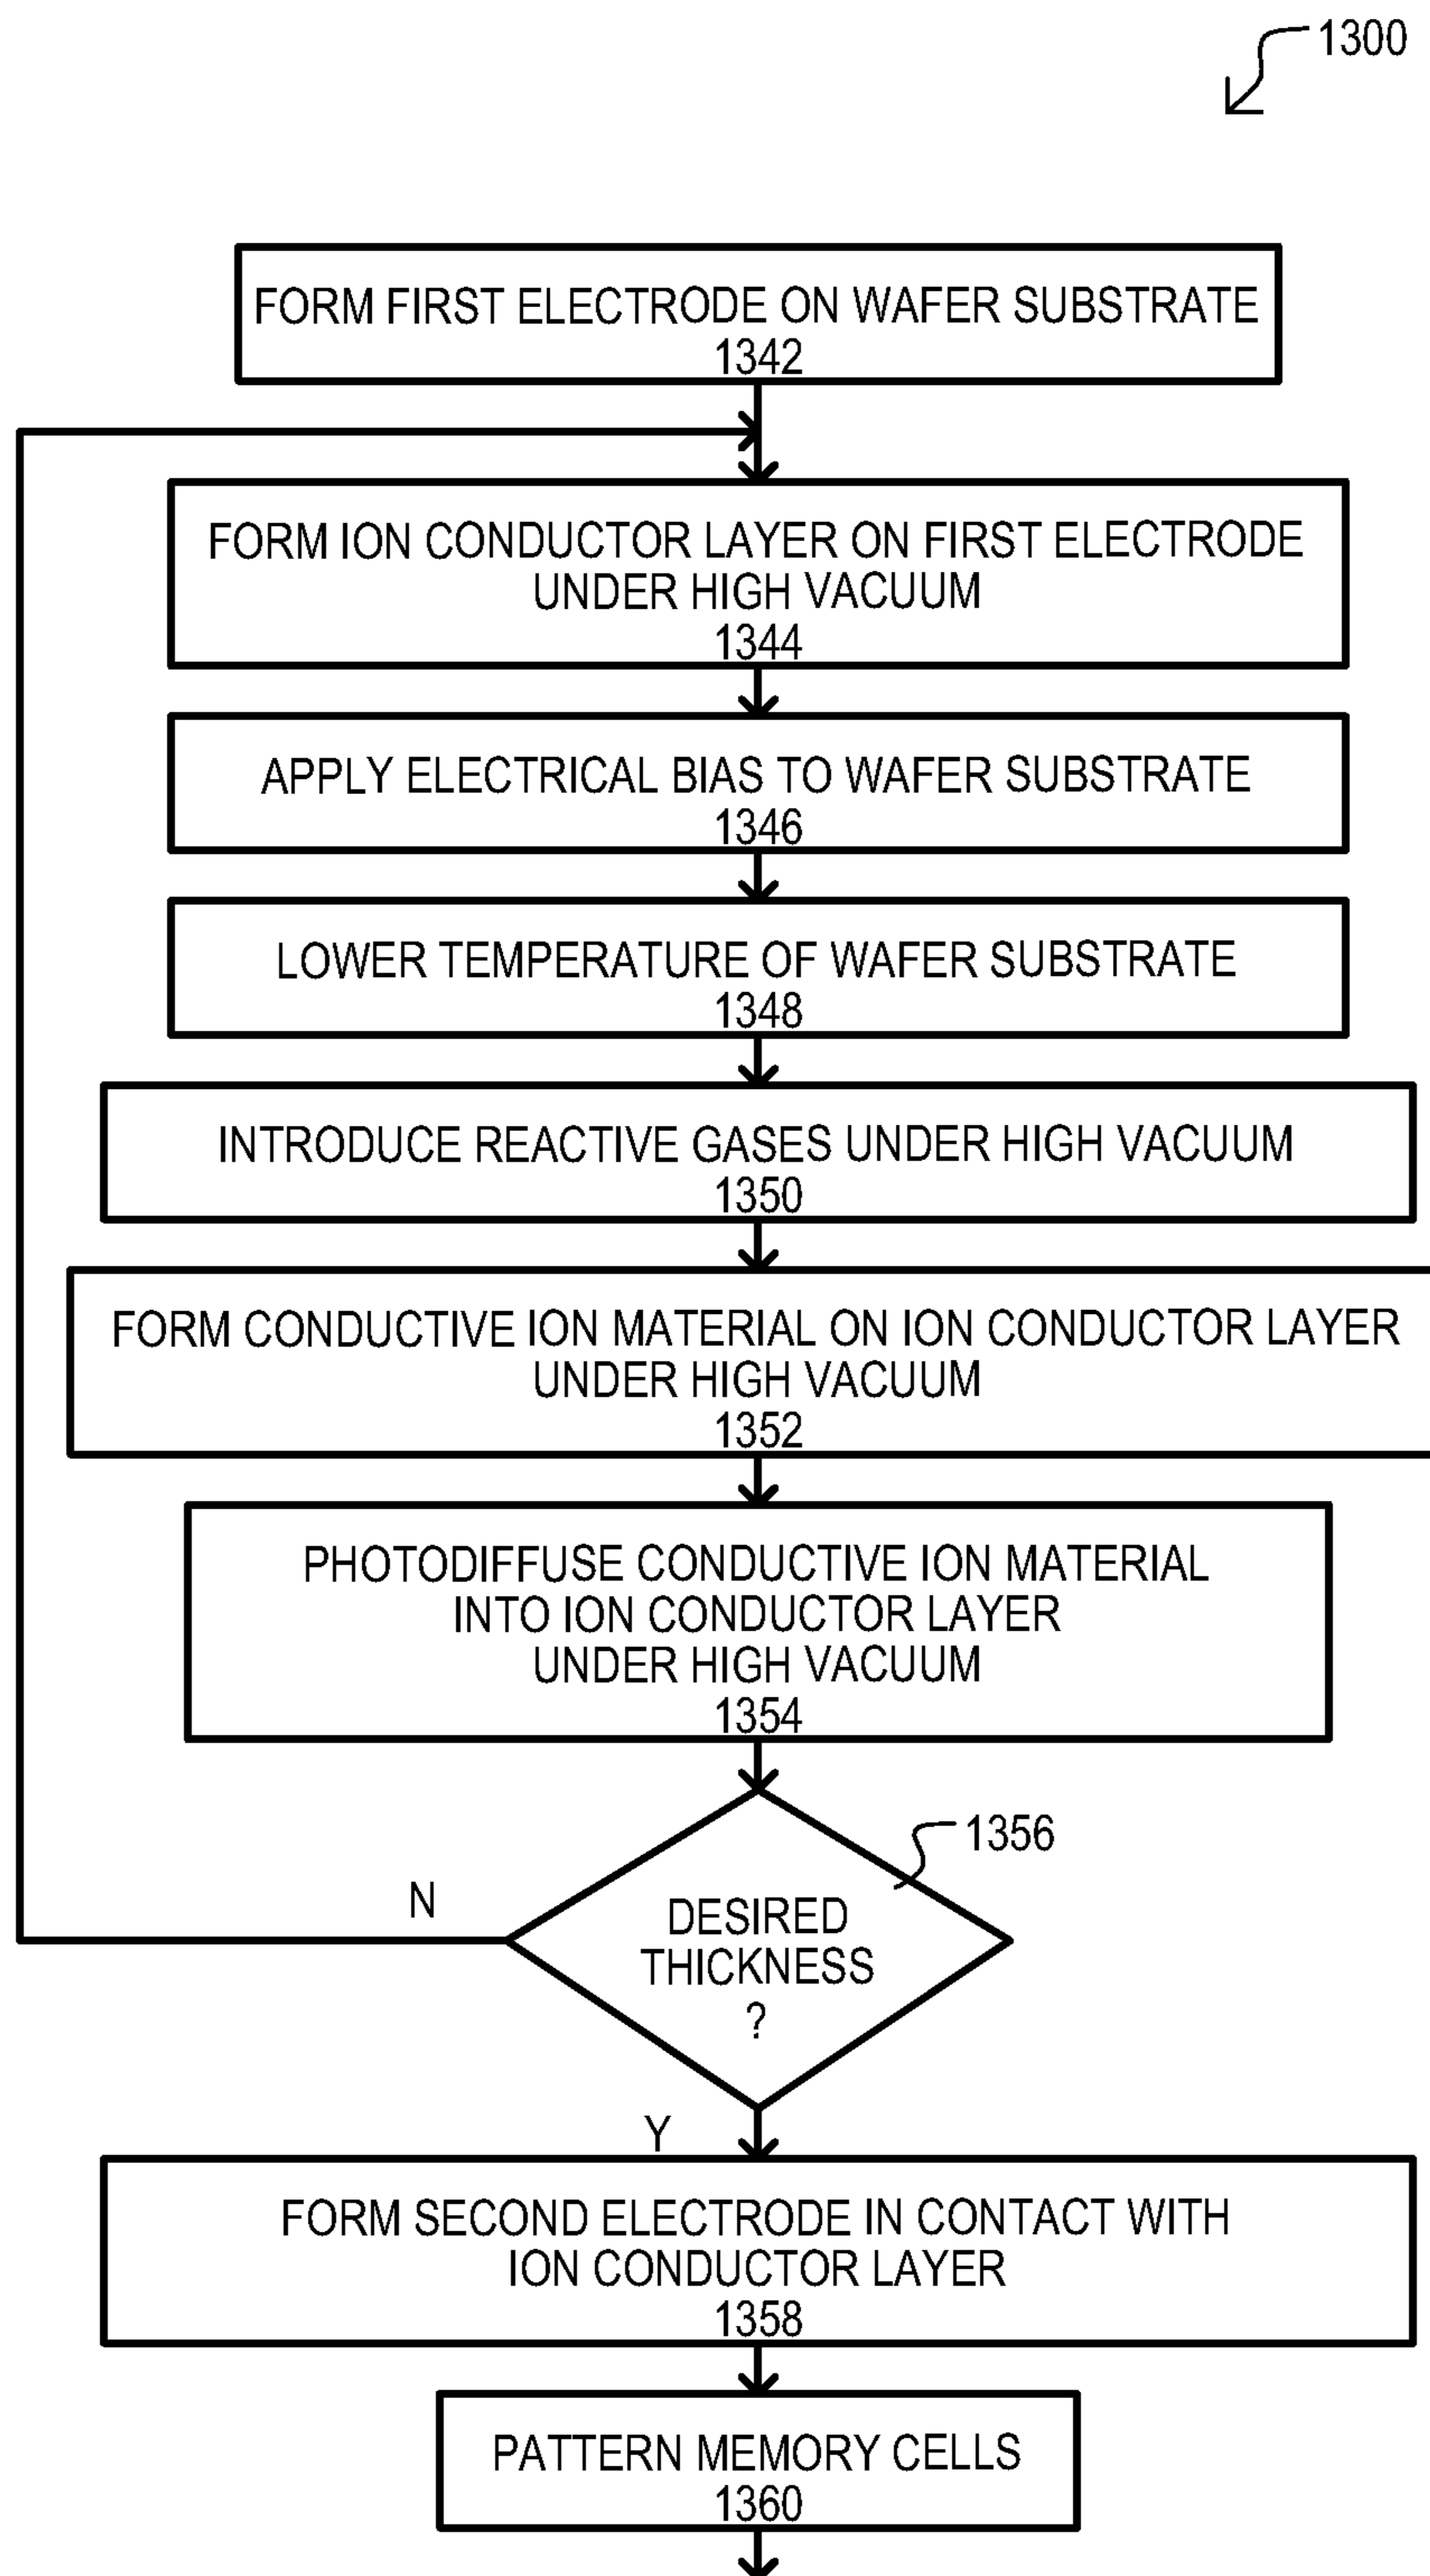 1300
FORM FIRST ELECTRODE ON WAFER SUBSTRATE
1342
FORM ION CONDUCTOR LAYER ON FIRST ELECTRODE
UNDER HIGH VACUUM
1344
APPLY ELECTRICAL BIAS TO WAFER SUBSTRATE
1346
LOWER TEMPERATURE OF WAFER SUBSTRATE
1348
INTRODUCE REACTIVE GASES UNDER HIGH VACUUM
1350
FORM CONDUCTIVE ION MATERIAL ON ION CONDUCTOR LAYER
UNDER HIGH VACUUM
1352
PHOTODIFFUSE CONDUCTIVE ION MATERIAL
INTO ION CONDUCTOR LAYER
UNDER HIGH VACUUM
1354
1356
N
DESIRED
THICKNESS
?
Y
FORM SECOND ELECTRODE IN CONTACT WITH
ION CONDUCTOR LAYER
1358
PATTERN MEMORY CELLS
1360